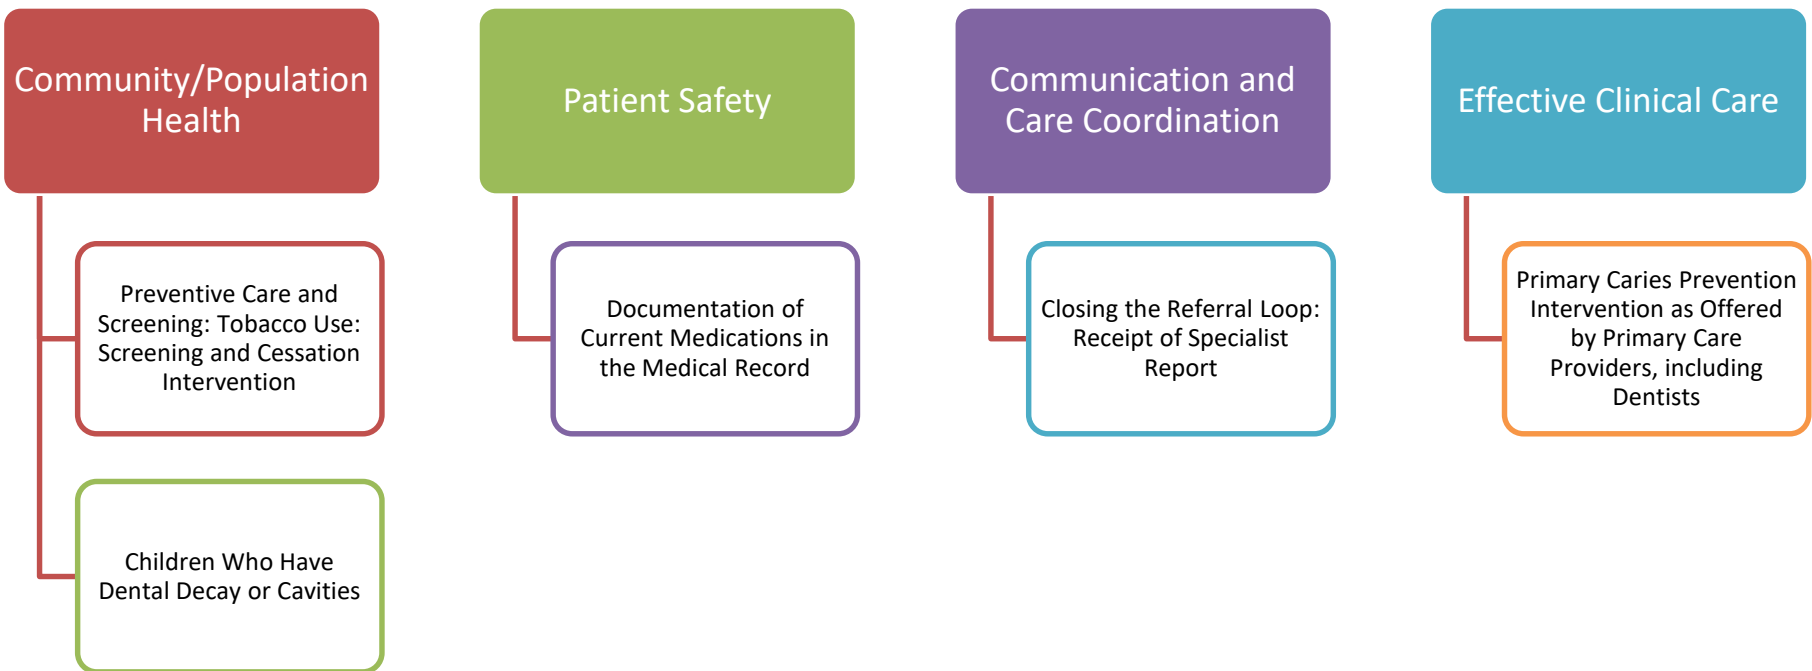 Community/Population
Health
Preventive Care and
Screening: Tobacco Use:
Screening and Cessation
Intervention
Children Who Have
Dental Decay or Cavities
Patient Safety
Documentation of
Current Medications in
the Medical Record
Communication and
Care Coordination
Closing the Referral Loop:
Receipt of Specialist
Report
Effective Clinical Care
Primary Caries Prevention
Intervention as Offered
by Primary Care
Providers, including
Dentists